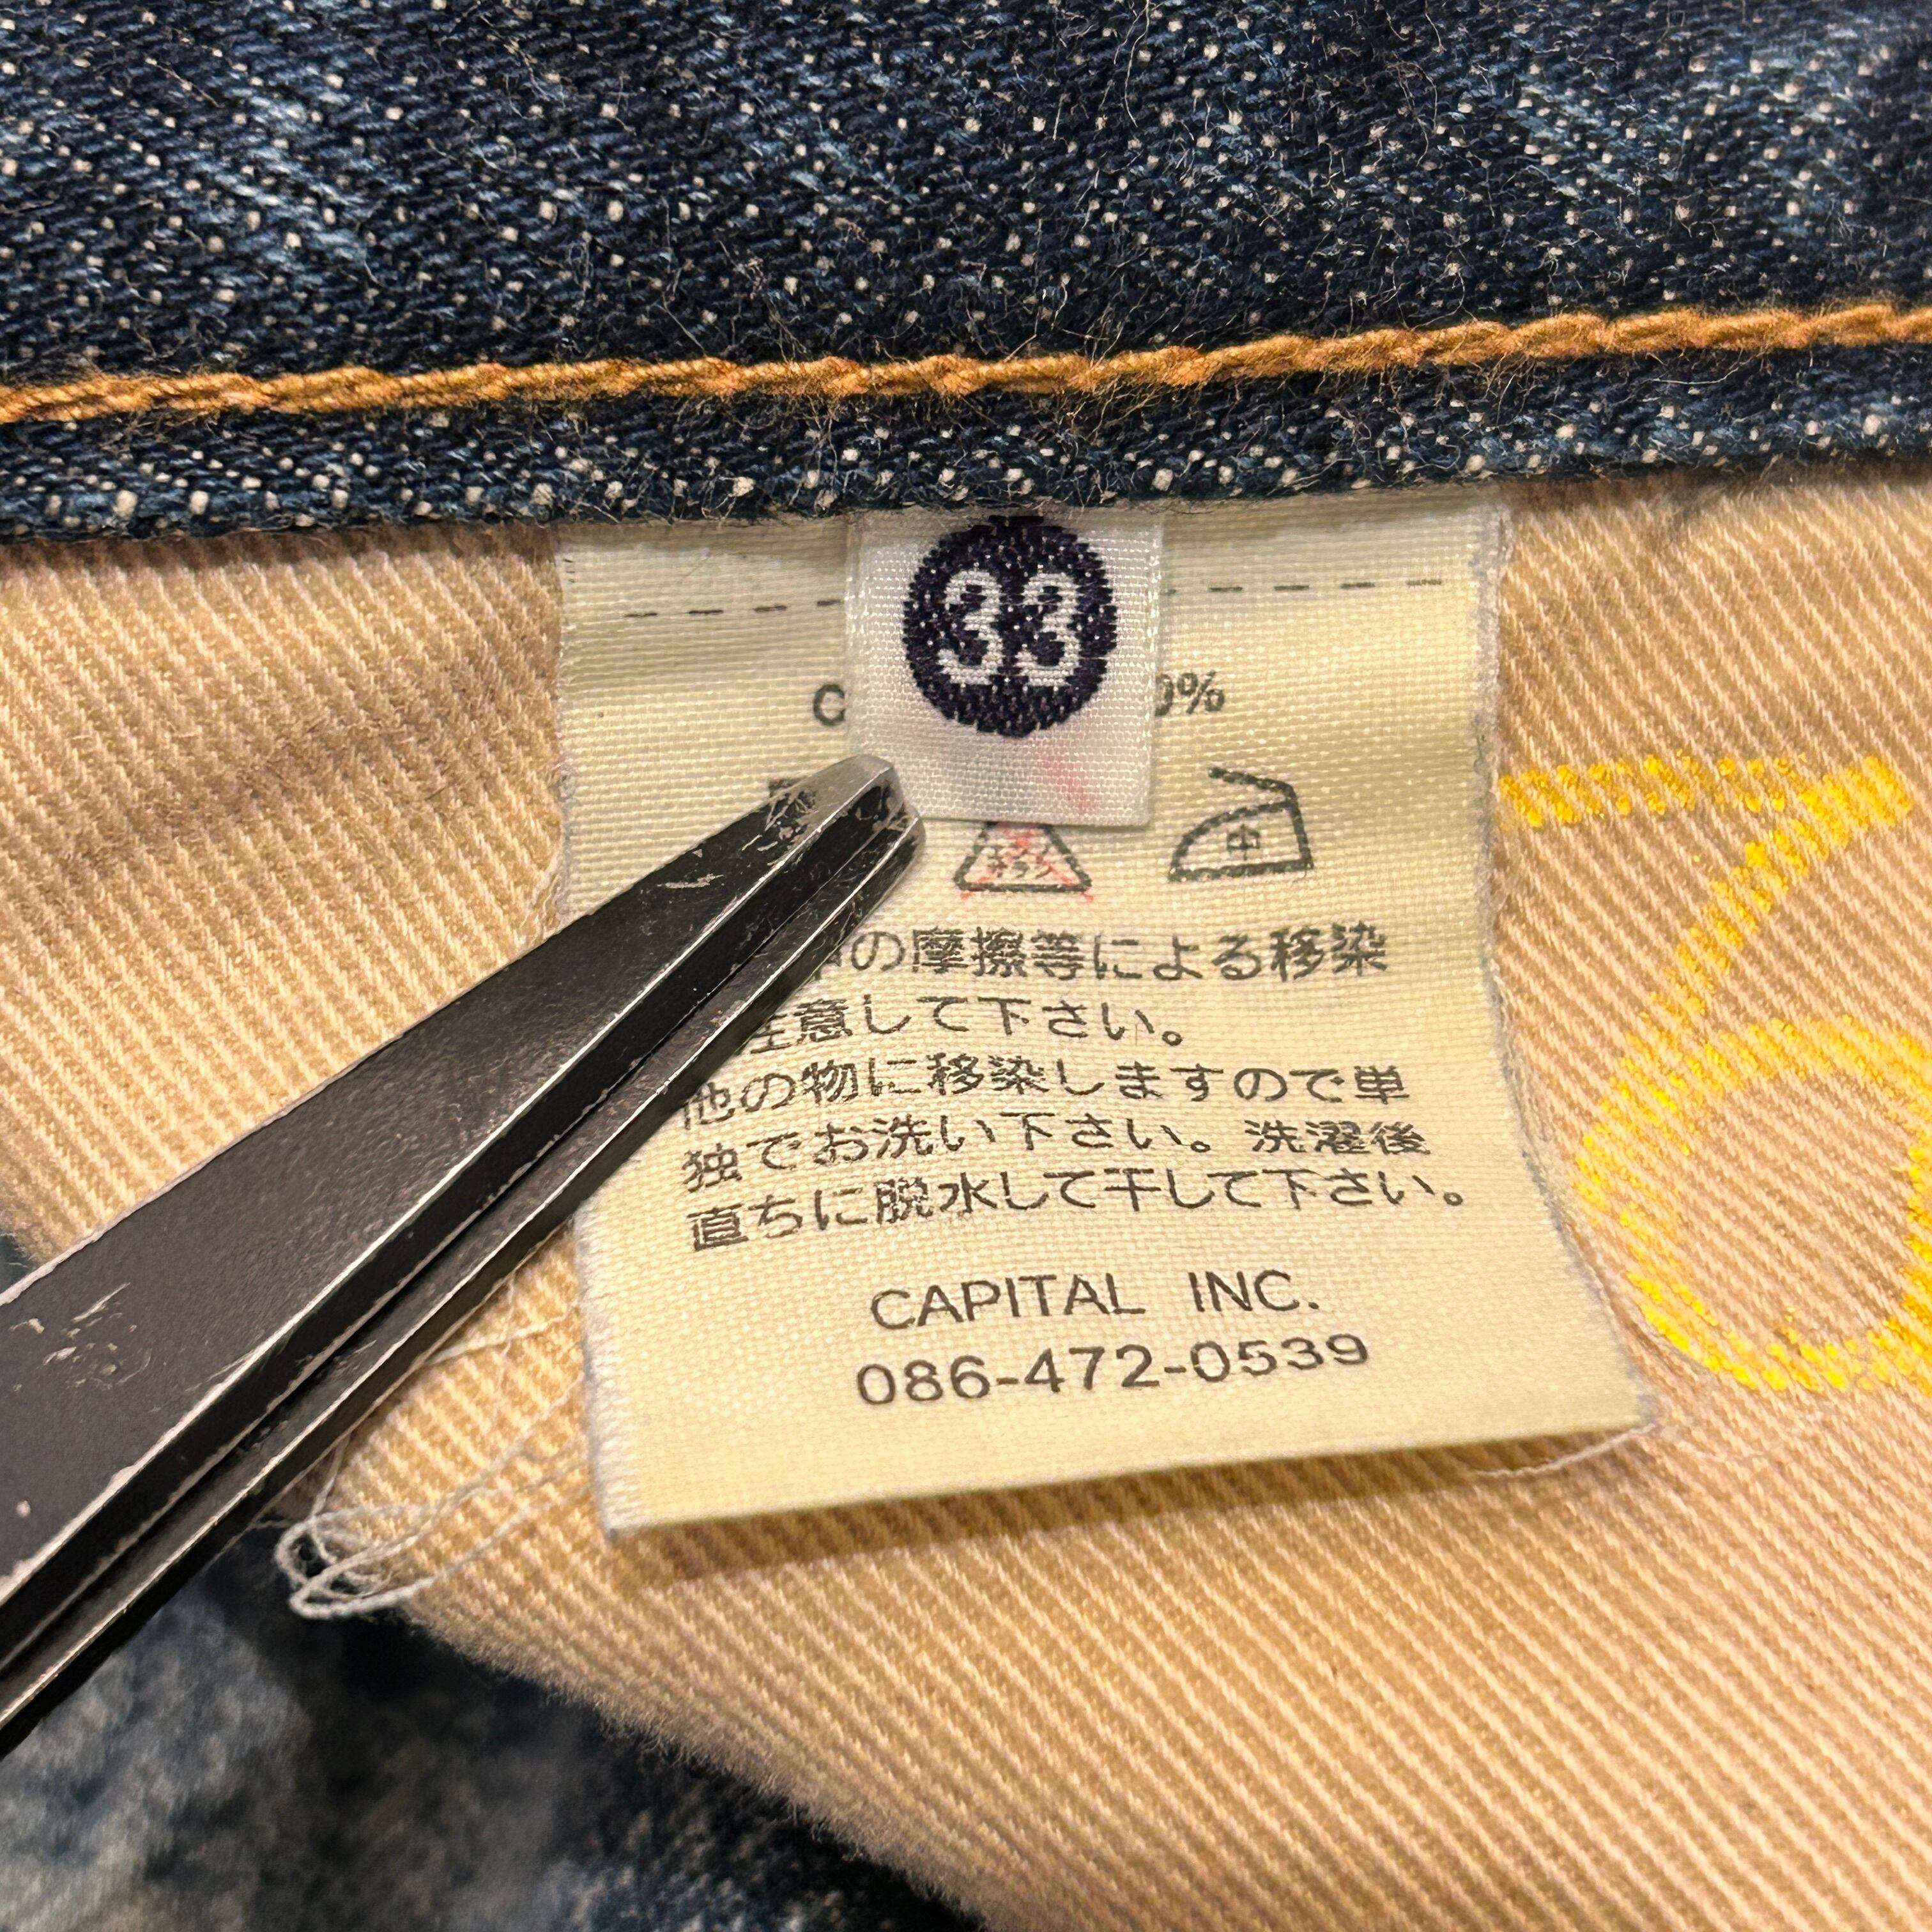 33
中
の摩擦等による移染
注意して下さい。
他の物に移染しますので単
独でお洗い下さい。洗濯後
直ちに脱水して干して下さい。
CAPITAL INC.
086-472-0539